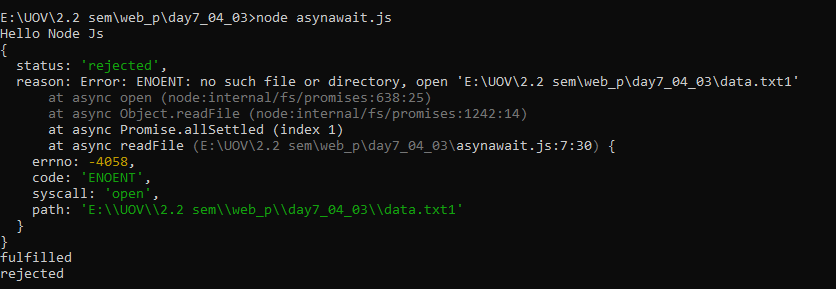 E:\UOV\2.2 sem\web_p\day7_04_03>node asynawait.js
Hello Node Js
{
  status: 'rejected',
  reason: Error: ENOENT: no such file or directory, open 'E:\UOV\2.2 sem\web_p\day7_04_03\data.txt1'
      at async open (node:internal/fs/promises:638:25)
      at async Object.readFile (node:internal/fs/promises:1242:14)
      at async Promise.allSettled (index 1)
      at async readFile (E:\UOV\2.2 sem\web_p\day7_04_03\asynawait.js:7:30) {
    errno: -4058,
    code: 'ENOENT',
    syscall: 'open',
    path: 'E:\\UOV\\2.2 sem\\web_p\\day7_04_03\\data.txt1'
  }
}
fulfilled
rejected